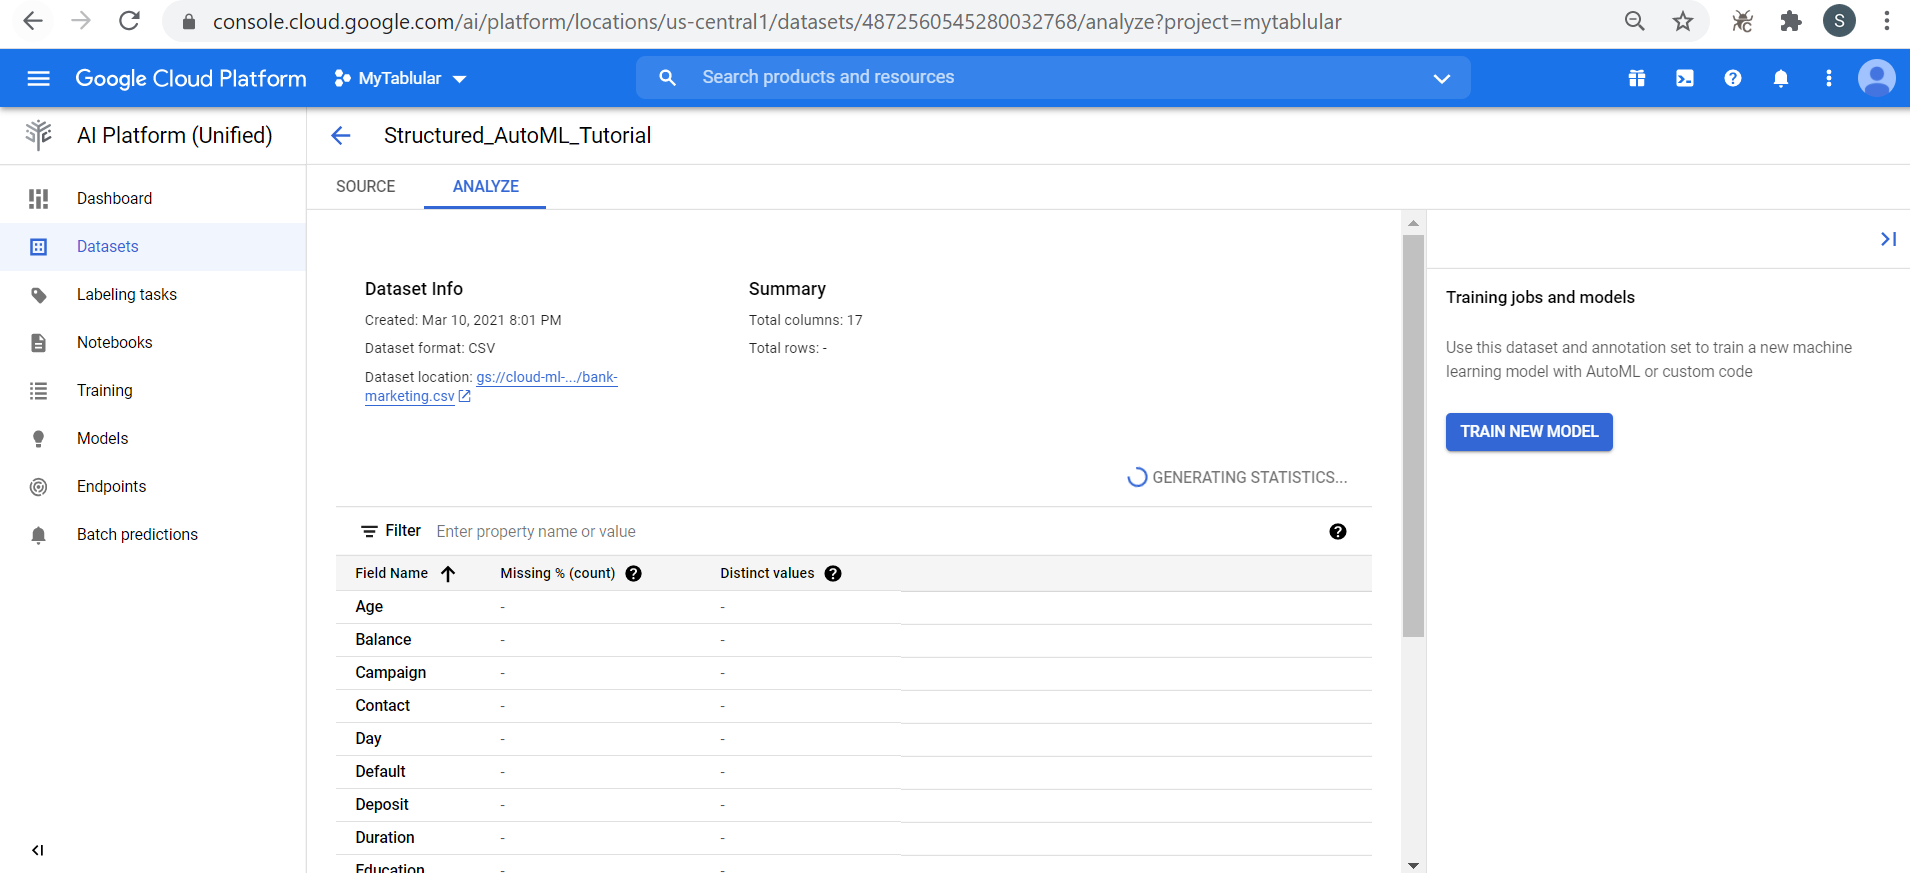 console.cloud.google.com/ai/platform/locations/us-central1/datasets/4872560545280032768/analyze?project=mytablular
S
Google Cloud Platform
MyTablular
Search products and resources
AI Platform (Unified)
Structured_AutoML_Tutorial
SOURCE
ANALYZE
Dashboard
Datasets
Labeling tasks
Notebooks
Training
Models
Endpoints
Batch predictions
Dataset Info
Created: Mar 10, 2021 8:01 PM
Dataset format: CSV
Dataset location: gs://cloud-ml-.../bank-
marketing.csv
Summary
Total columns: 17
Total rows: -
GENERATING STATISTICS...
Filter Enter property name or value
Field Name Missing % (count) Distinct values
Age - -
Balance - -
Campaign - -
Contact - -
Day - -
Default - -
Deposit - -
Duration - -
Education - -
Training jobs and models
Use this dataset and annotation set to train a new machine
learning model with AutoML or custom code
TRAIN NEW MODEL